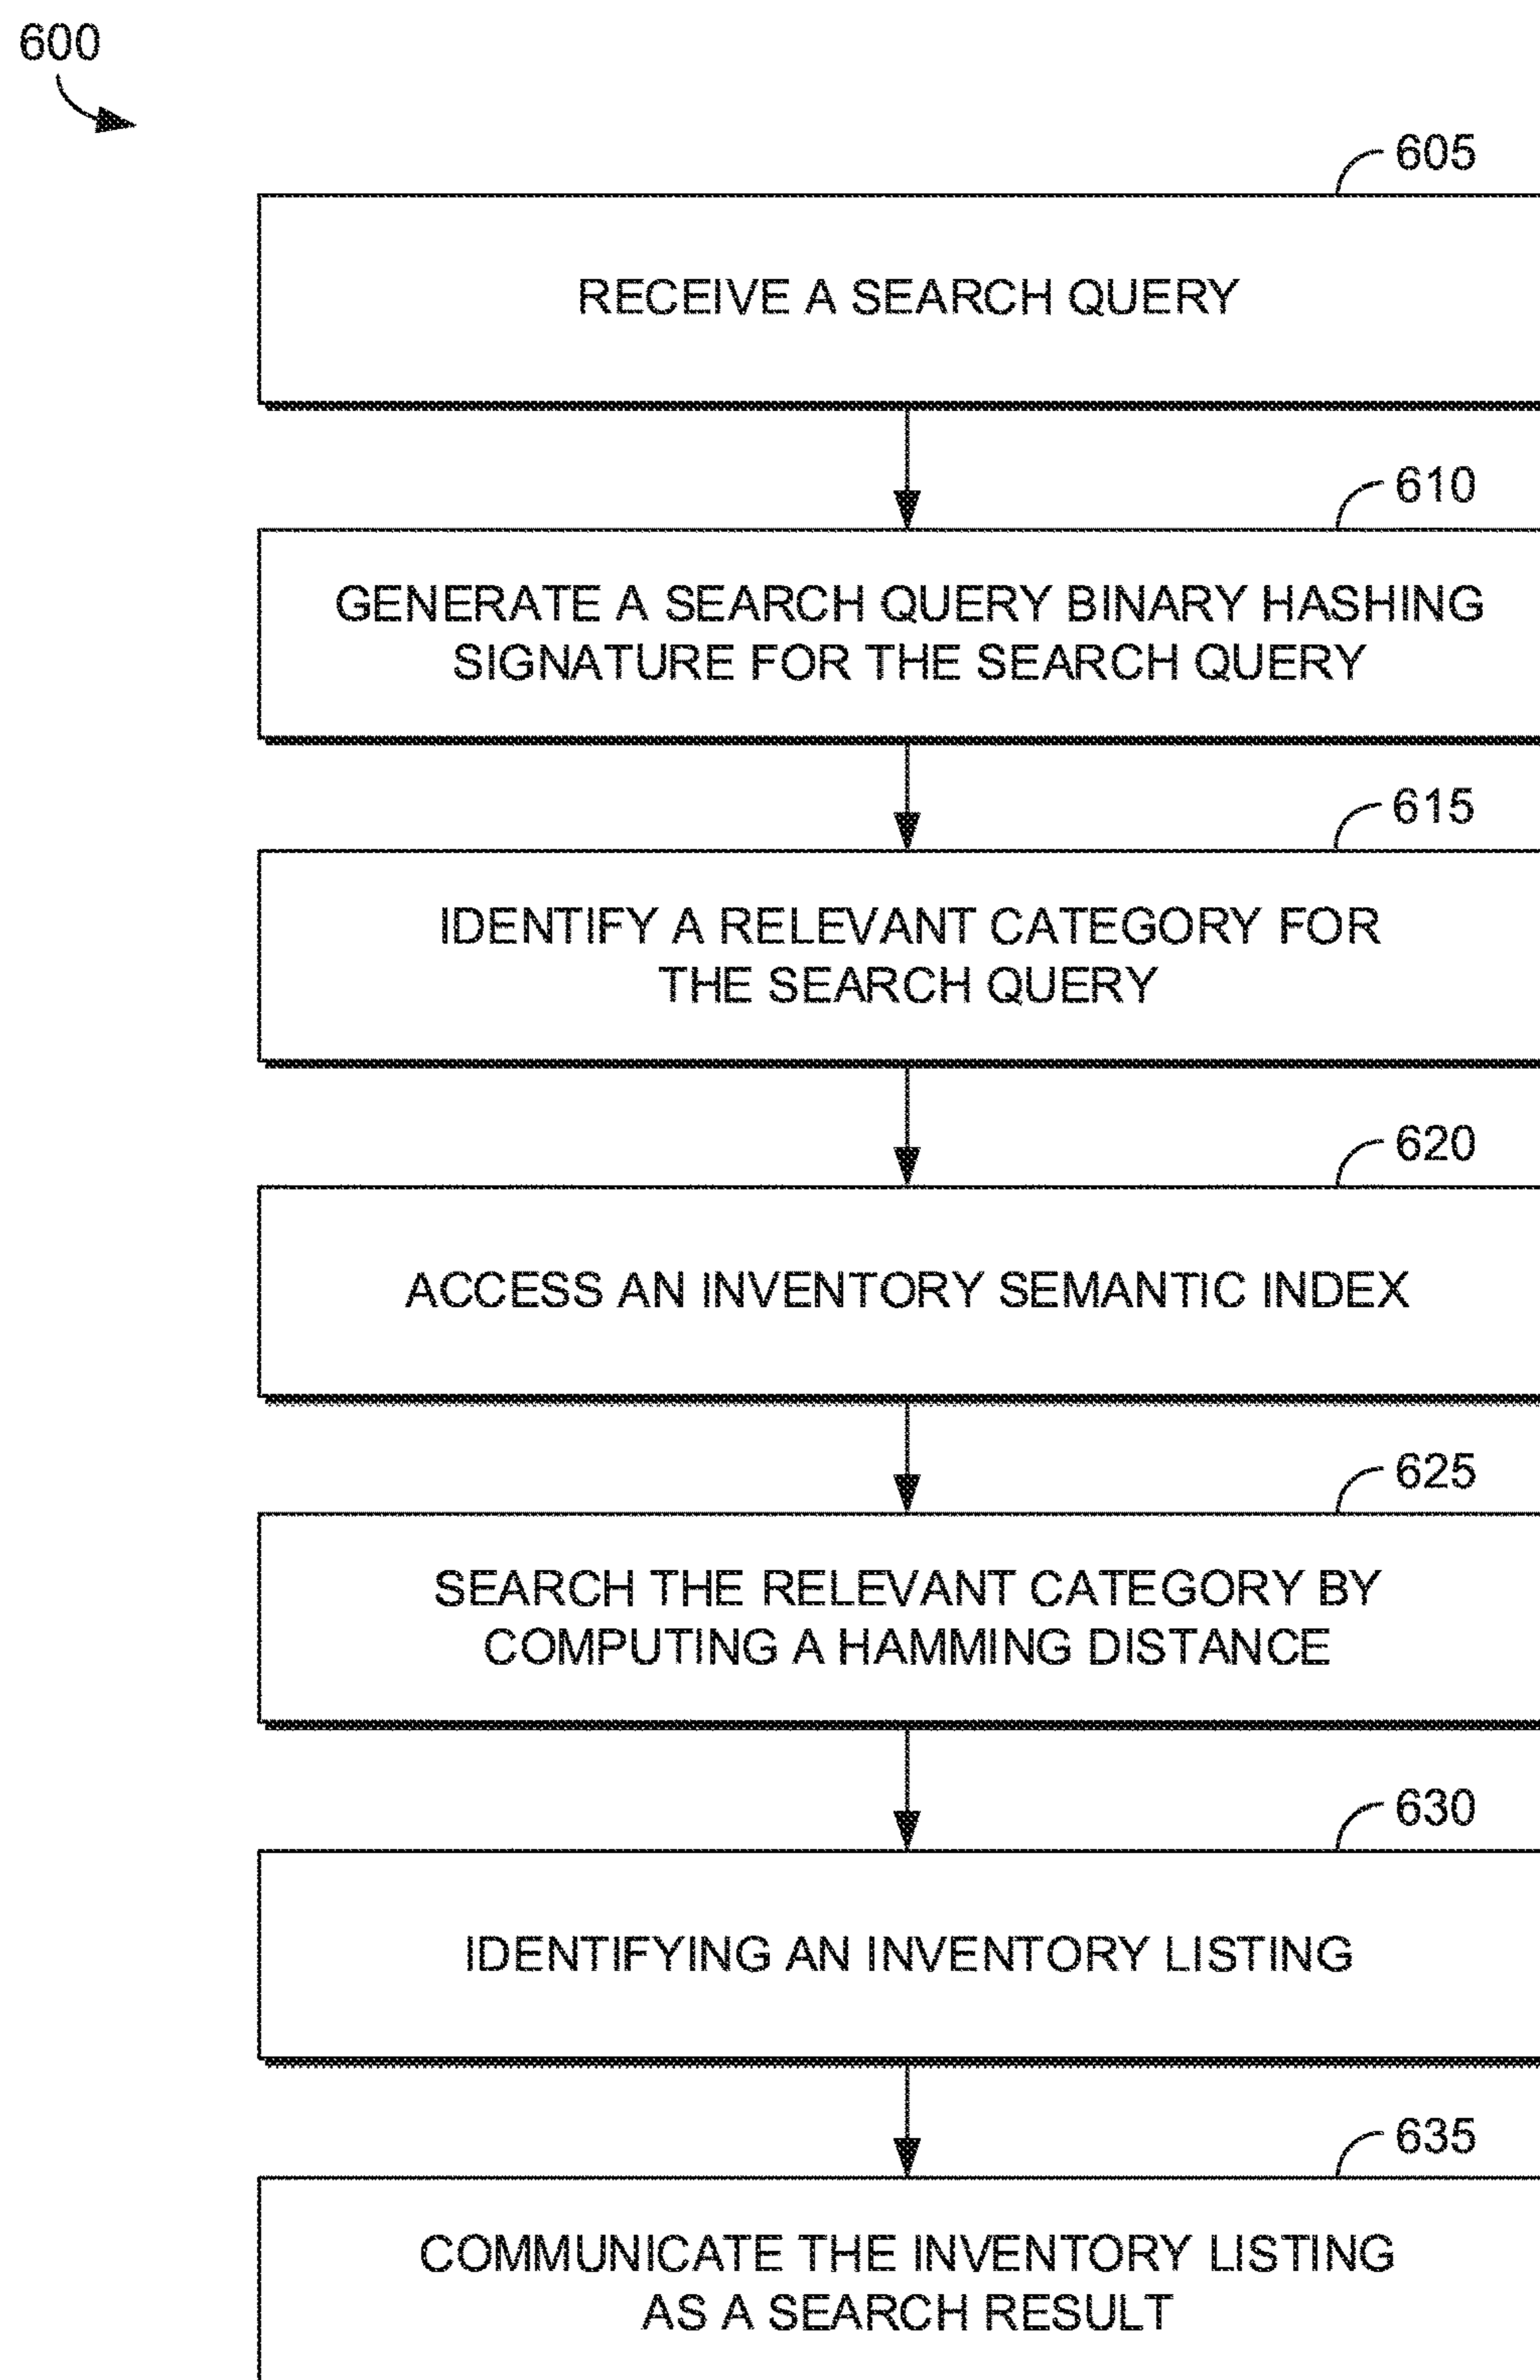 600
605
RECEIVE A SEARCH QUERY
610
GENERATE A SEARCH QUERY BINARY HASHING
SIGNATURE FOR THE SEARCH QUERY
615
IDENTIFY A RELEVANT CATEGORY FOR
THE SEARCH QUERY
620
ACCESS AN INVENTORY SEMANTIC INDEX
625
SEARCH THE RELEVANT CATEGORY BY
COMPUTING A HAMMING DISTANCE
630
IDENTIFYING AN INVENTORY LISTING
635
COMMUNICATE THE INVENTORY LISTING
AS A SEARCH RESULT